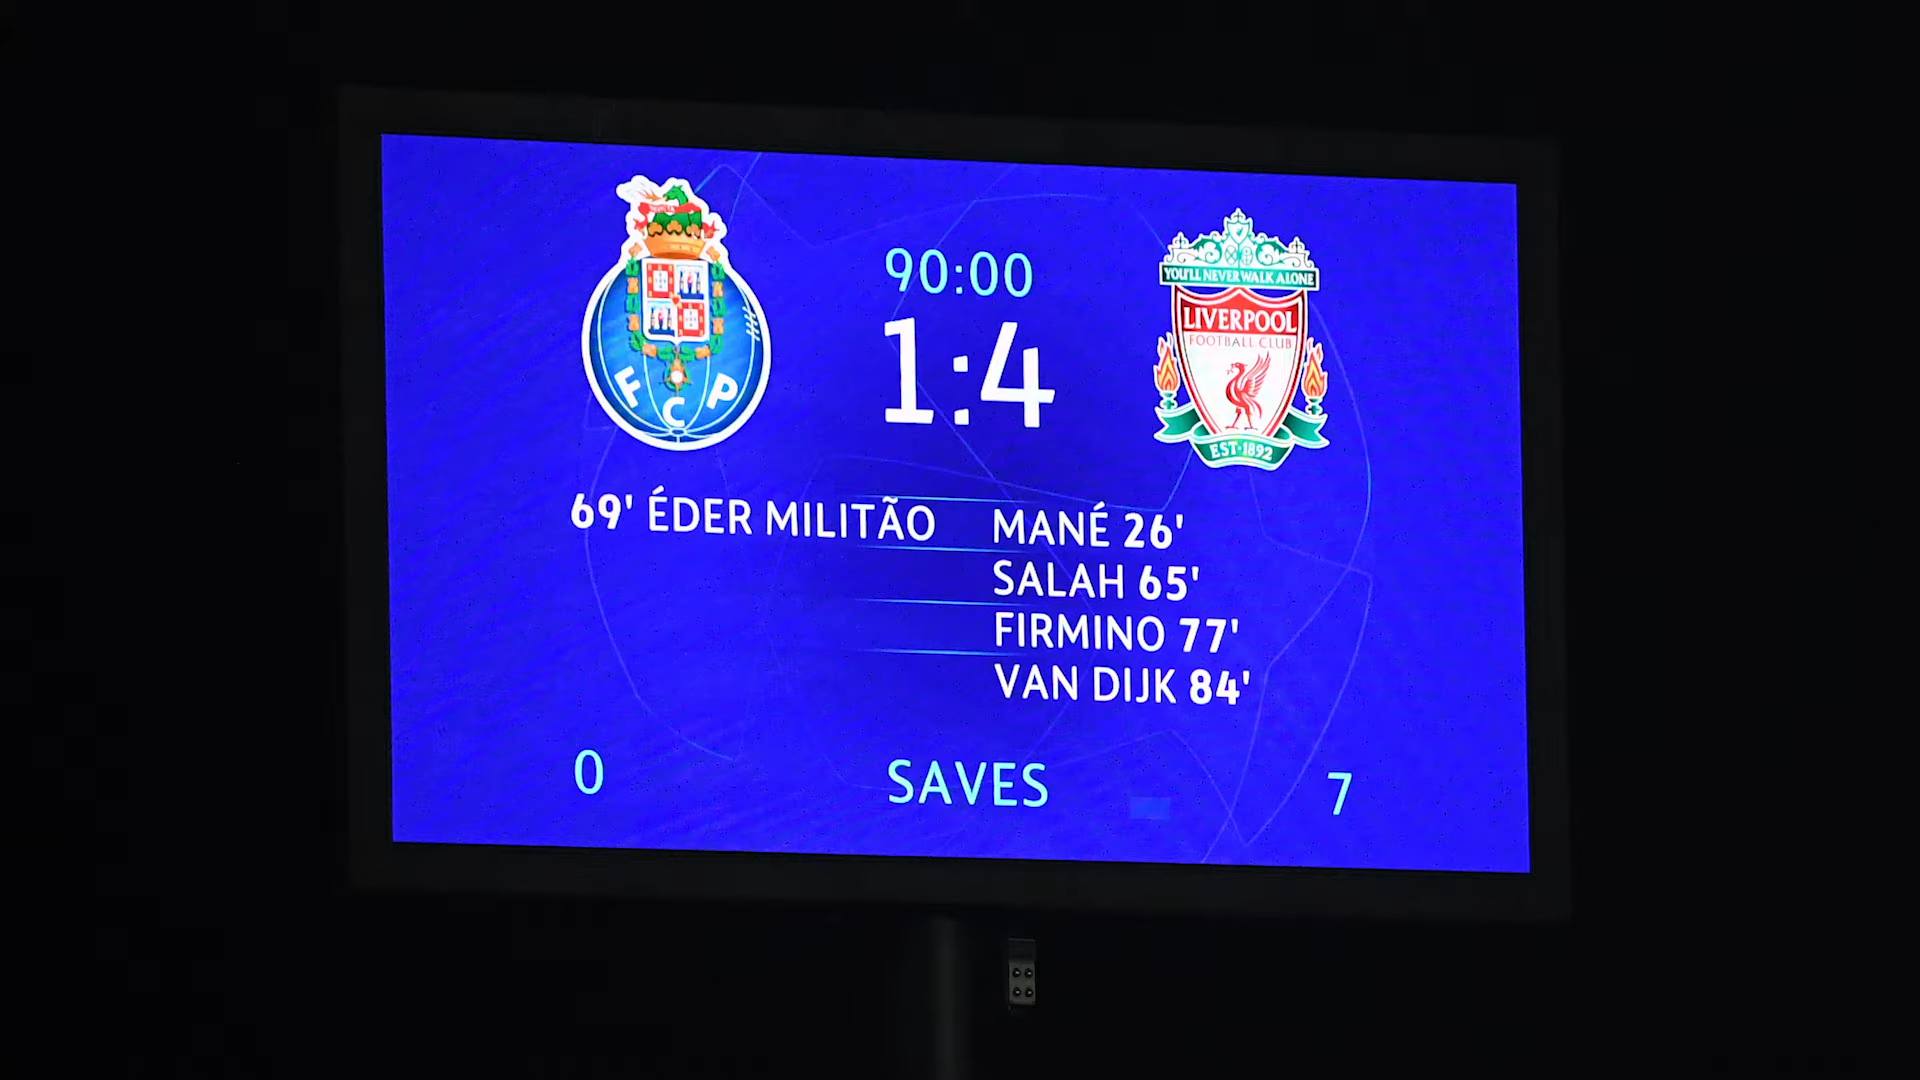 90:00
1:4
F C P
YOU'LL NEVER WALK ALONE
LIVERPOOL
FOOTBALL CLUB
EST·1892
69' ÉDER MILITÃO
MANÉ 26'
SALAH 65'
FIRMINO 77'
VAN DIJK 84'
0 SAVES 7